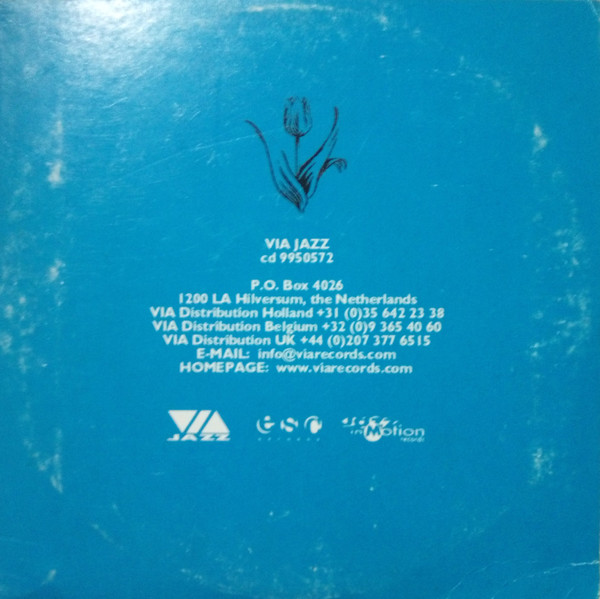 VIA JAZZ
cd 9950572
P.O. Box 4026
1200 LA Hilversum, the Netherlands
VIA Distribution Holland +31 (0)35 642 23 38
VIA Distribution Belgium +32 (0)9 365 40 60
VIA Distribution UK +44 (0)207 377 6515
E-MAIL: info@viarecords.com
HOMEPAGE: www.viarecords.com
VIA JAZZ
inMotion
records